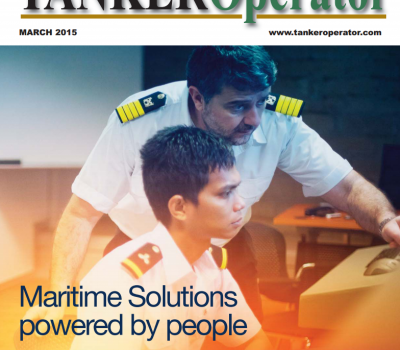 TANKEROperator
MARCH 2015 www.tankeroperator.com
Maritime Solutions
powered by people